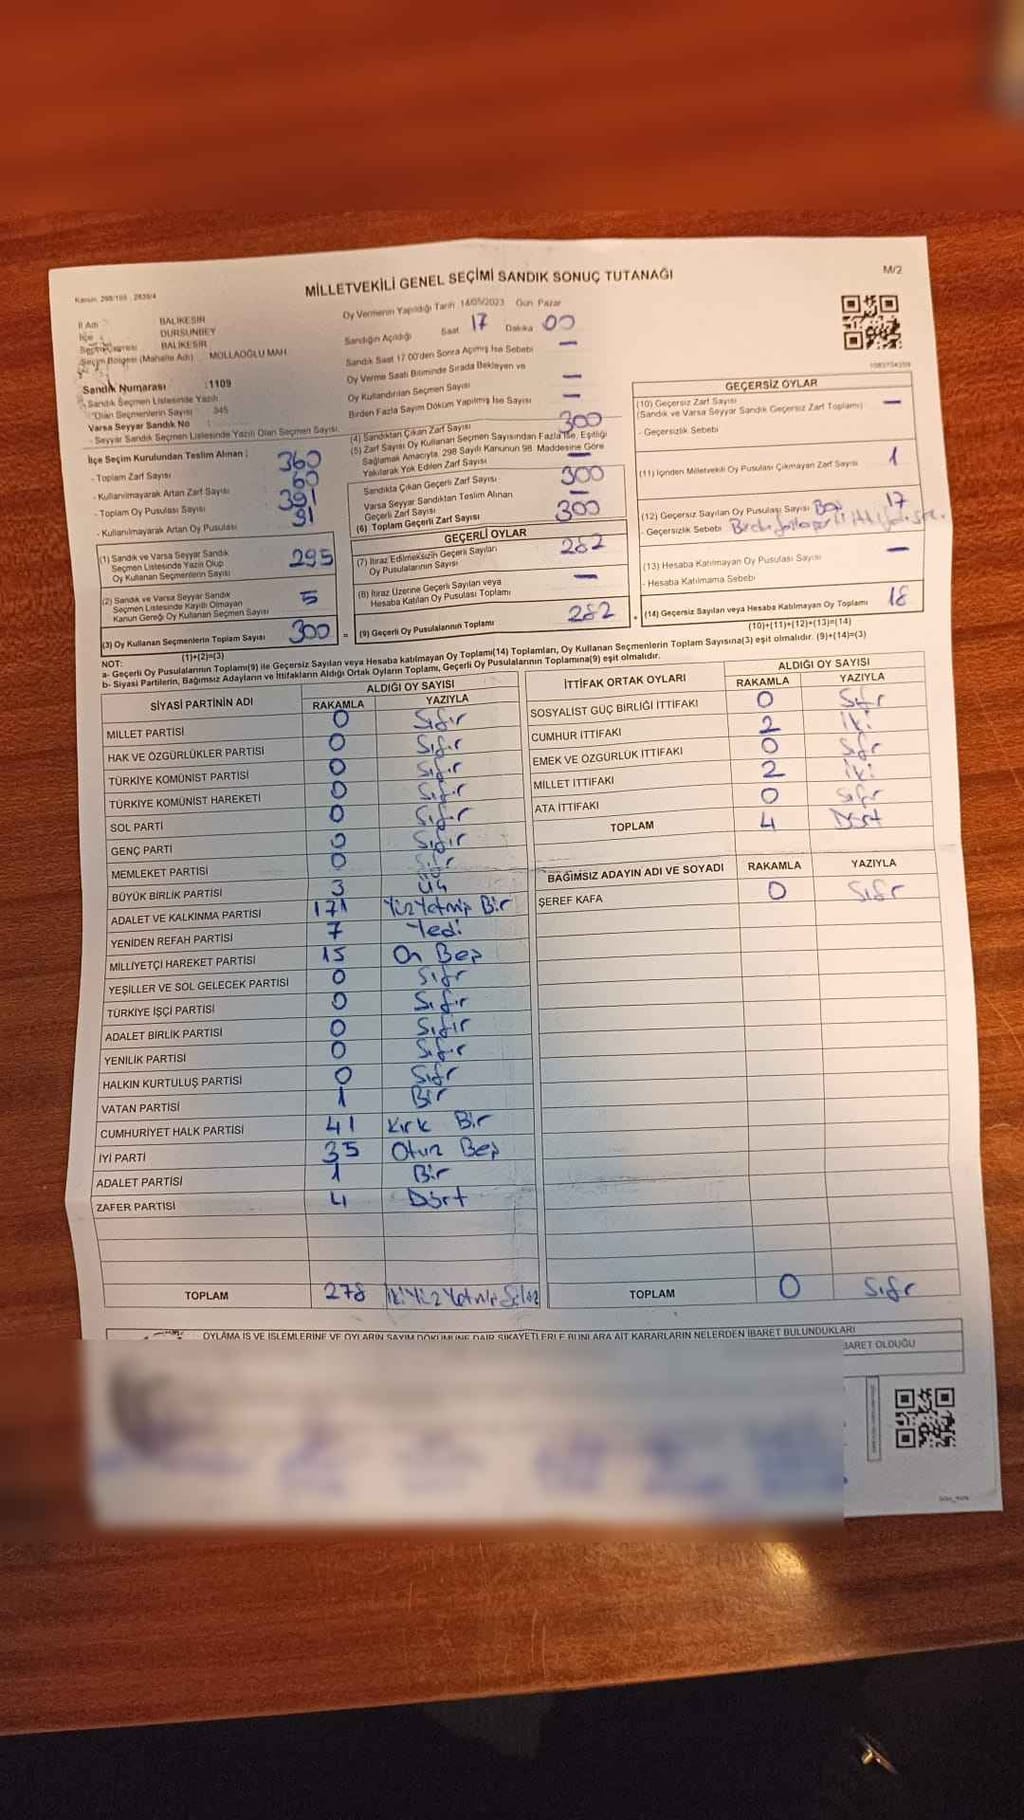 Kanun: 298/105 - 2839/4
MİLLETVEKİLİ GENEL SEÇİMİ SANDIK SONUÇ TUTANAĞI
M/2
İl Adı BALIKESİR
İlçe DURSUNBEY
Seçim Çevresi BALIKESİR
Seçim Bölgesi (Mahalle Adı) MOLLAOĞLU MAH
Sandık Numarası :1109
Sandık Seçmen Listesinde Yazılı
Olan Seçmenlerin Sayısı 345
Varsa Seyyar Sandık No :
- Seyyar Sandık Seçmen Listesinde Yazılı Olan Seçmen Sayısı:
Oy Vermenin Yapıldığı Tarih 14/05/2023 Gün Pazar
Sandığın Açıldığı Saat 17 Dakika 00
Sandık Saat 17.00'den Sonra Açılmış İse Sebebi —
Oy Verme Saati Bitiminde Sırada Bekleyen ve
Oy Kullandırılan Seçmen Sayısı —
Birden Fazla Sayım Döküm Yapılmış İse Sayısı —
İlçe Seçim Kurulundan Teslim Alınan :
- Toplam Zarf Sayısı 360
- Kullanılmayarak Artan Zarf Sayısı 60
- Toplam Oy Pusulası Sayısı 391
- Kullanılmayarak Artan Oy Pusulası 91
(4) Sandıktan Çıkan Zarf Sayısı 300
(5) Zarf Sayısı Oy Kullanan Seçmen Sayısından Fazla İse, Eşitliği
Sağlamak Amacıyla, 298 Sayılı Kanunun 98. Maddesine Göre
Yakılarak Yok Edilen Zarf Sayısı —
Sandıkta Çıkan Geçerli Zarf Sayısı 300
Varsa Seyyar Sandıktan Teslim Alınan
Geçerli Zarf Sayısı —
(6) Toplam Geçerli Zarf Sayısı 300
(1) Sandık ve Varsa Seyyar Sandık
Seçmen Listesinde Yazılı Olup
Oy Kullanan Seçmenlerin Sayısı 295
(2) Sandık ve Varsa Seyyar Sandık
Seçmen Listesinde Kayıtlı Olmayan
Kanun Gereği Oy Kullanan Seçmen Sayısı 5
(3) Oy Kullanan Seçmenlerin Toplam Sayısı 300 =
(1)+(2)=(3)
GEÇERLİ OYLAR
(7) İtiraz Edilmeksizin Geçerli Sayılan
Oy Pusulalarının Sayısı 282
(8) İtiraz Üzerine Geçerli Sayılan veya
Hesaba Katılan Oy Pusulası Toplamı —
(9) Geçerli Oy Pusulalarının Toplamı 282 +
GEÇERSİZ OYLAR
(10) Geçersiz Zarf Sayısı
(Sandık ve Varsa Seyyar Sandık Geçersiz Zarf Toplamı) —
- Geçersizlik Sebebi
(11) İçinden Milletvekili Oy Pusulası Çıkmayan Zarf Sayısı 1
(12) Geçersiz Sayılan Oy Pusulası Sayısı 17
- Geçersizlik Sebebi
(13) Hesaba Katılmayan Oy Pusulası Sayısı —
- Hesaba Katılmama Sebebi
(14) Geçersiz Sayılan veya Hesaba Katılmayan Oy Toplamı 18
(10)+(11)+(12)+(13)=(14)
NOT:
a- Geçerli Oy Pusulalarının Toplamı(9) ile Geçersiz Sayılan veya Hesaba katılmayan Oy Toplamı(14) Toplamları, Oy Kullanan Seçmenlerin Toplam Sayısına(3) eşit olmalıdır. (9)+(14)=(3)
b- Siyasi Partilerin, Bağımsız Adayların ve İttifakların Aldığı Ortak Oyların Toplamı, Geçerli Oy Pusulalarının Toplamına(9) eşit olmalıdır.
SİYASİ PARTİNİN ADI ALDIĞI OY SAYISI
RAKAMLA YAZIYLA
MİLLET PARTİSİ 0 Sıfır
HAK VE ÖZGÜRLÜKLER PARTİSİ 0 Sıfır
TÜRKİYE KOMÜNİST PARTİSİ 0 Sıfır
TÜRKİYE KOMÜNİST HAREKETİ 0 Sıfır
SOL PARTİ 0 Sıfır
GENÇ PARTİ 0 Sıfır
MEMLEKET PARTİSİ 0 Sıfır
BÜYÜK BİRLİK PARTİSİ 3 Üç
ADALET VE KALKINMA PARTİSİ 171 YüzYetmiş Bir
YENİDEN REFAH PARTİSİ 7 Yedi
MİLLİYETÇİ HAREKET PARTİSİ 15 On Beş
YEŞİLLER VE SOL GELECEK PARTİSİ 0 Sıfır
TÜRKİYE İŞÇİ PARTİSİ 0 Sıfır
ADALET BİRLİK PARTİSİ 0 Sıfır
YENİLİK PARTİSİ 0 Sıfır
HALKIN KURTULUŞ PARTİSİ 0 Sıfır
VATAN PARTİSİ 1 Bir
CUMHURİYET HALK PARTİSİ 41 Kırk Bir
İYİ PARTİ 35 Otuz Beş
ADALET PARTİSİ 1 Bir
ZAFER PARTİSİ 4 Dört
TOPLAM 278 İkiYüz Yetmiş Sekiz
İTTİFAK ORTAK OYLARI ALDIĞI OY SAYISI
RAKAMLA YAZIYLA
SOSYALİST GÜÇ BİRLİĞİ İTTİFAKI 0 Sıfır
CUMHUR İTTİFAKI 2 İki
EMEK VE ÖZGÜRLÜK İTTİFAKI 0 Sıfır
MİLLET İTTİFAKI 2 İki
ATA İTTİFAKI 0 Sıfır
TOPLAM 4 Dört
BAĞIMSIZ ADAYIN ADI VE SOYADI RAKAMLA YAZIYLA
ŞEREF KAFA 0 Sıfır
TOPLAM 0 Sıfır
OYLAMA İŞ VE İŞLEMLERİNE VE OYLARIN SAYIM DÖKÜMÜNE DAİR ŞİKAYETLERLE BUNLARA AİT KARARLARIN NELERDEN İBARET BULUNDUKLARI
İBARET OLDUĞU